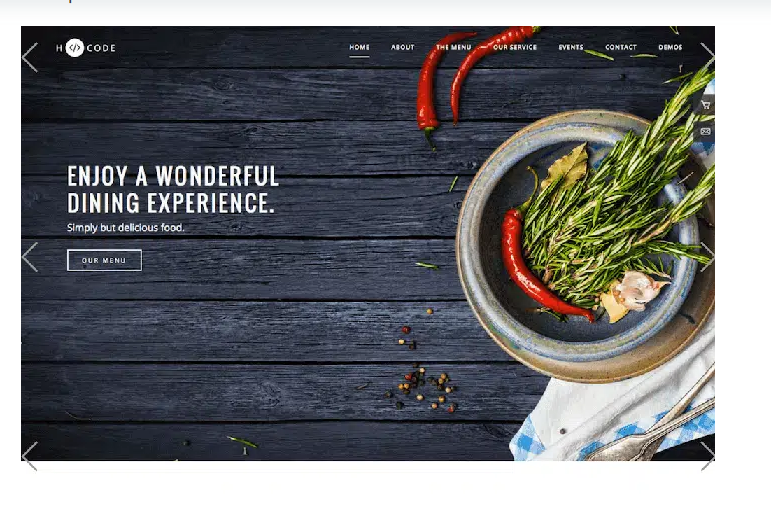 H </> CODE
HOME ABOUT THE MENU OUR SERVICE EVENTS CONTACT DEMOS
ENJOY A WONDERFUL
DINING EXPERIENCE.
Simply but delicious food.
OUR MENU